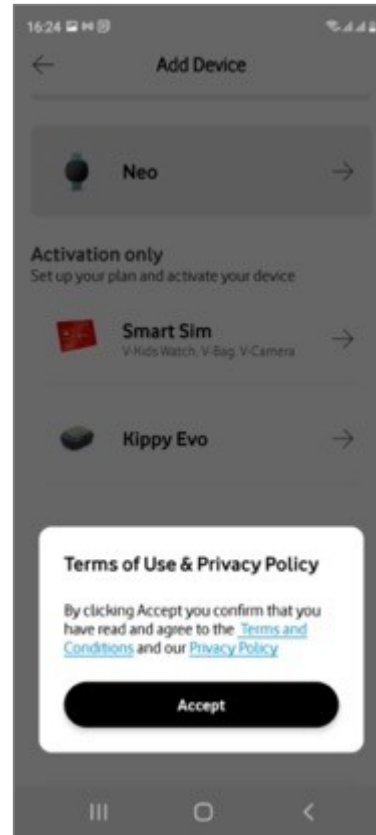 16:24
Add Device
Neo
Activation only
Set up your plan and activate your device
Smart Sim
V-Kids Watch, V-Bag, V-Camera
Kippy Evo
Terms of Use & Privacy Policy
By clicking Accept you confirm that you
have read and agree to the Terms and
Conditions and our Privacy Policy
Accept